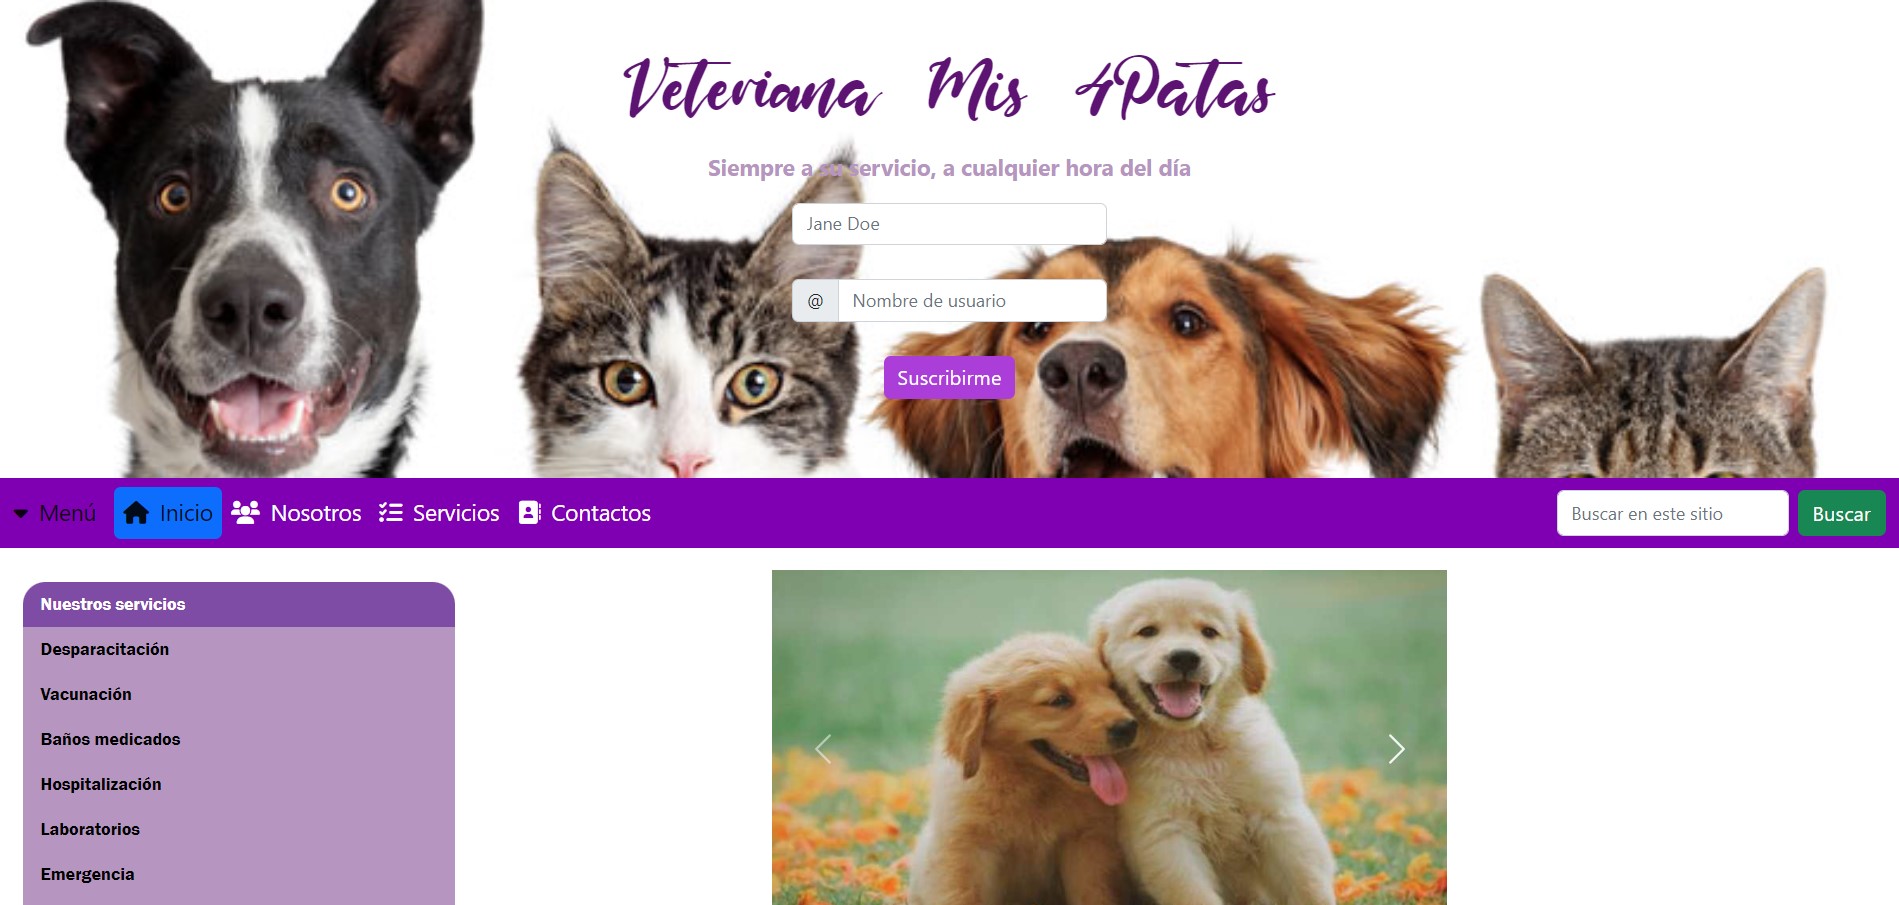 Veteriana Mis 4Patas
Siempre a su servicio, a cualquier hora del día
Jane Doe
@ Nombre de usuario
Suscribirme
Menú Inicio Nosotros Servicios Contactos Buscar en este sitio Buscar
Nuestros servicios
Desparacitación
Vacunación
Baños medicados
Hospitalización
Laboratorios
Emergencia